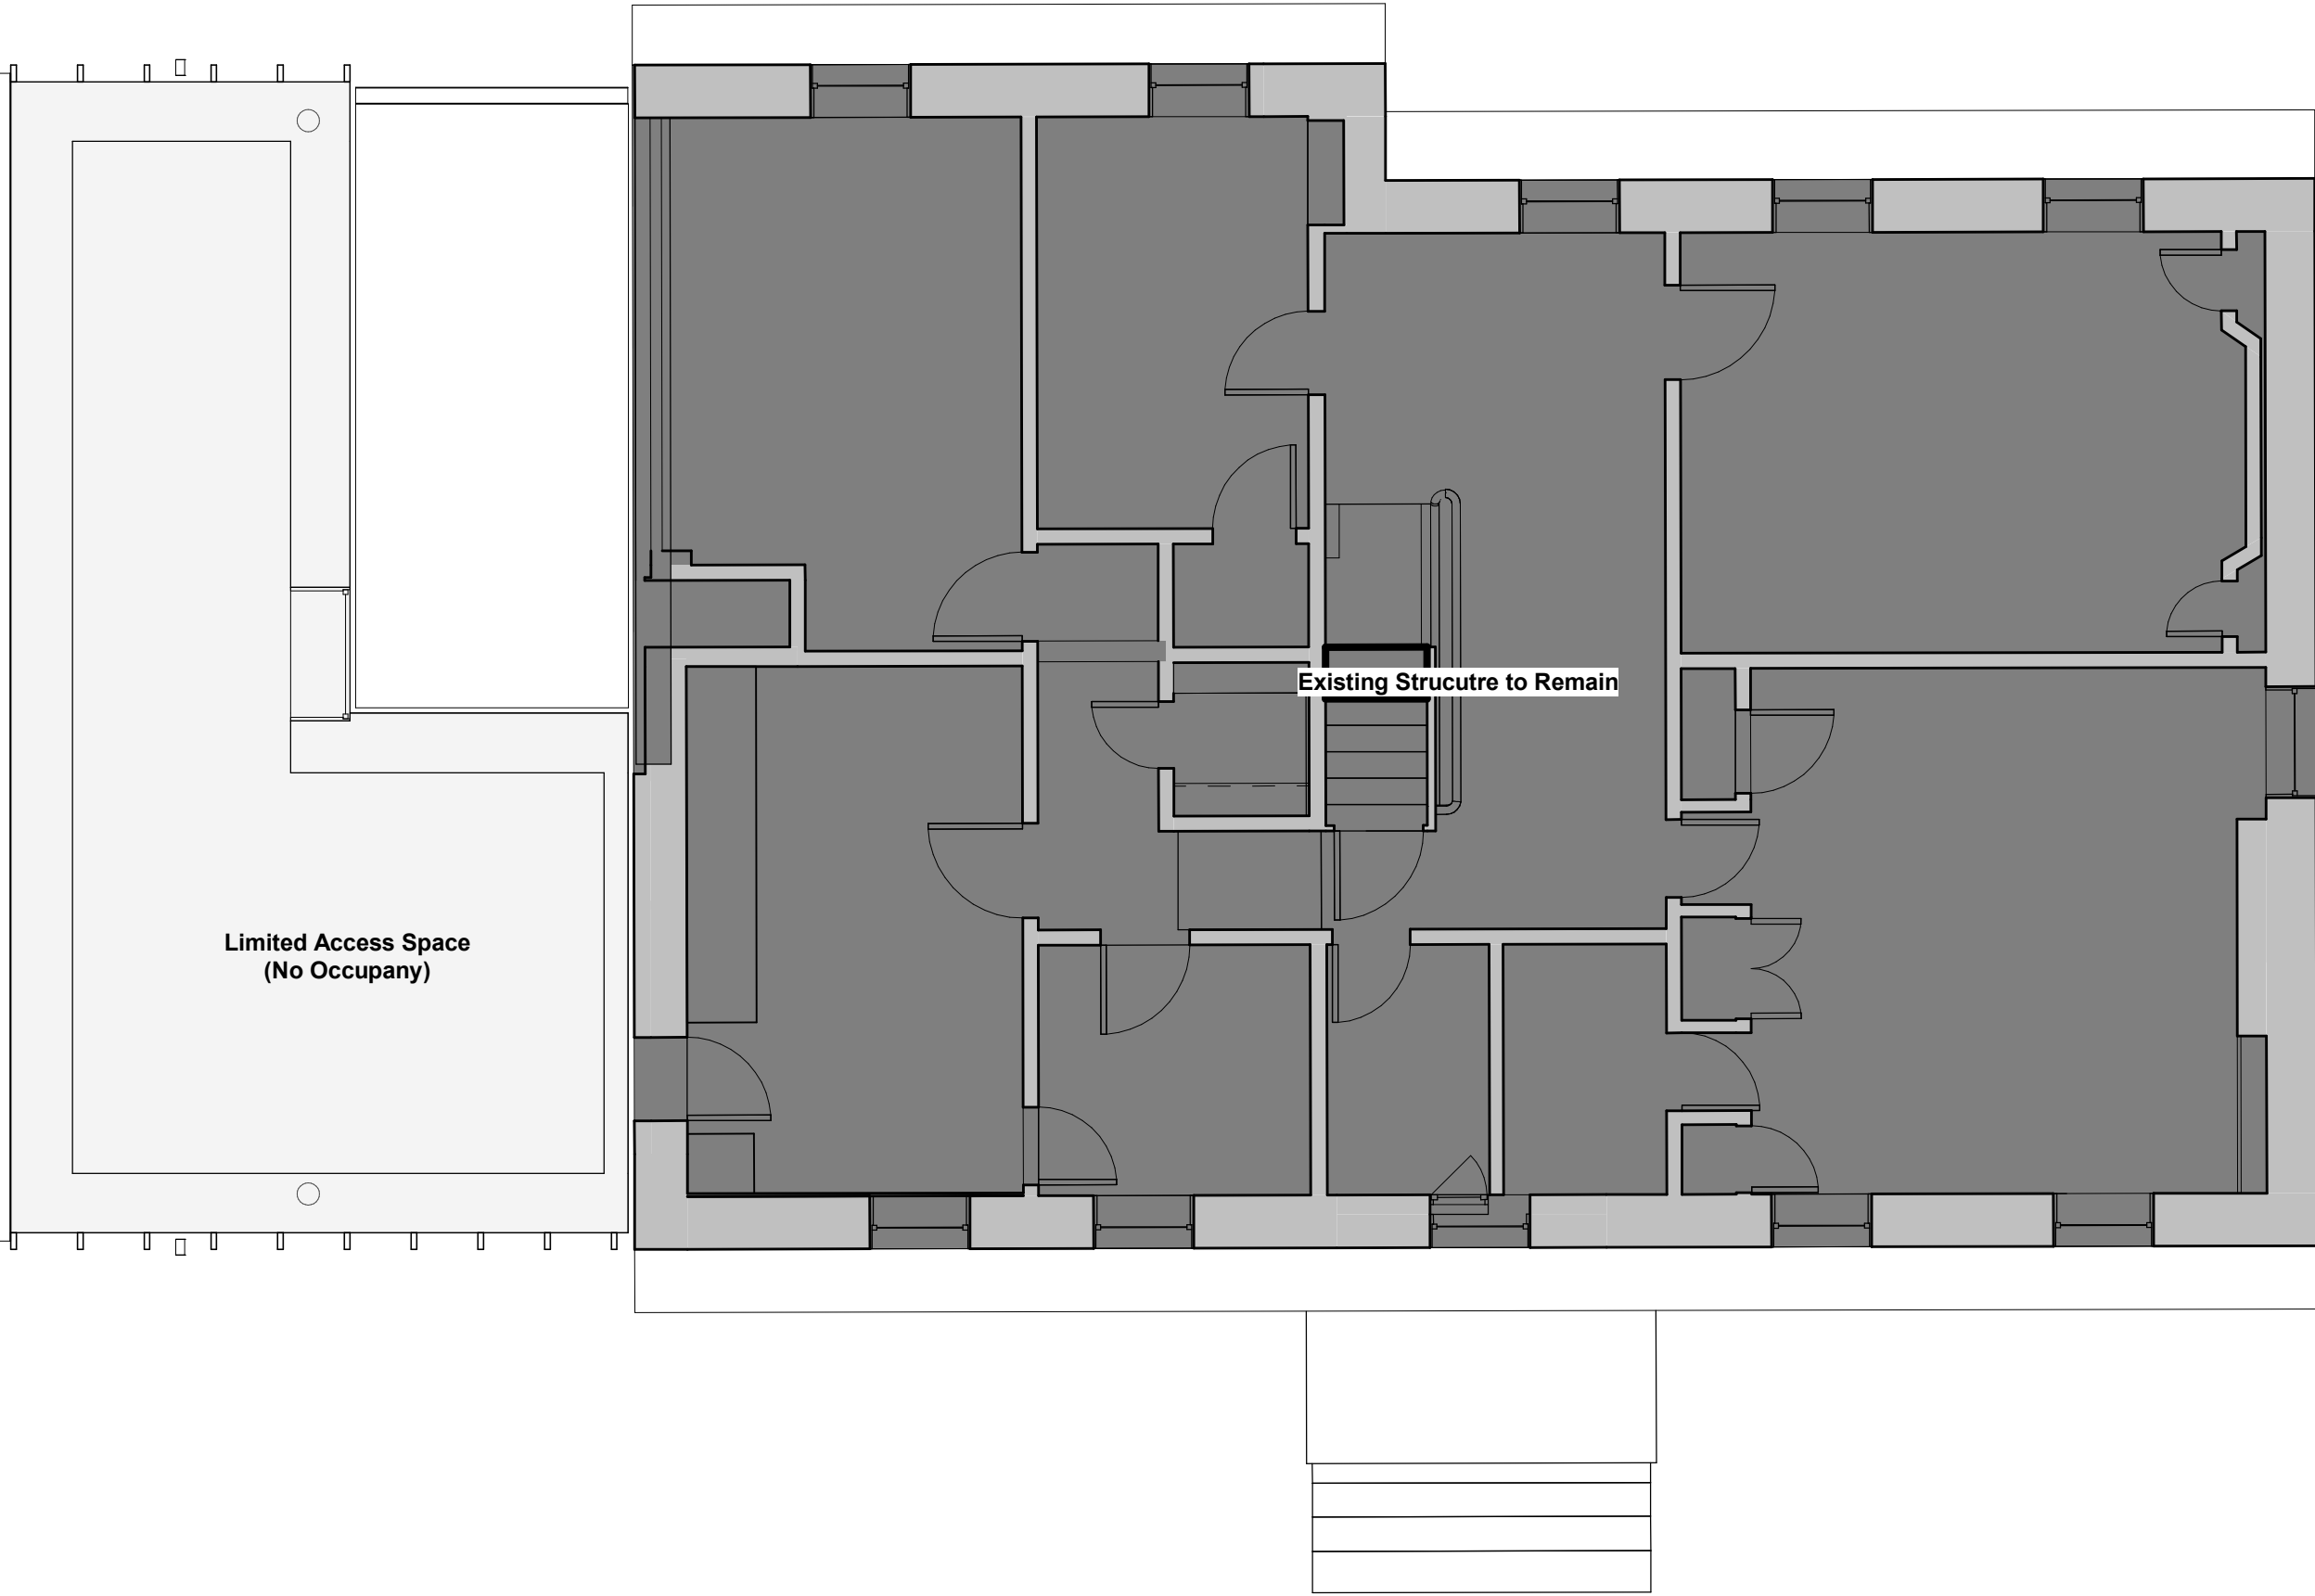 Existing Strucutre to Remain
Limited Access Space
(No Occupany)